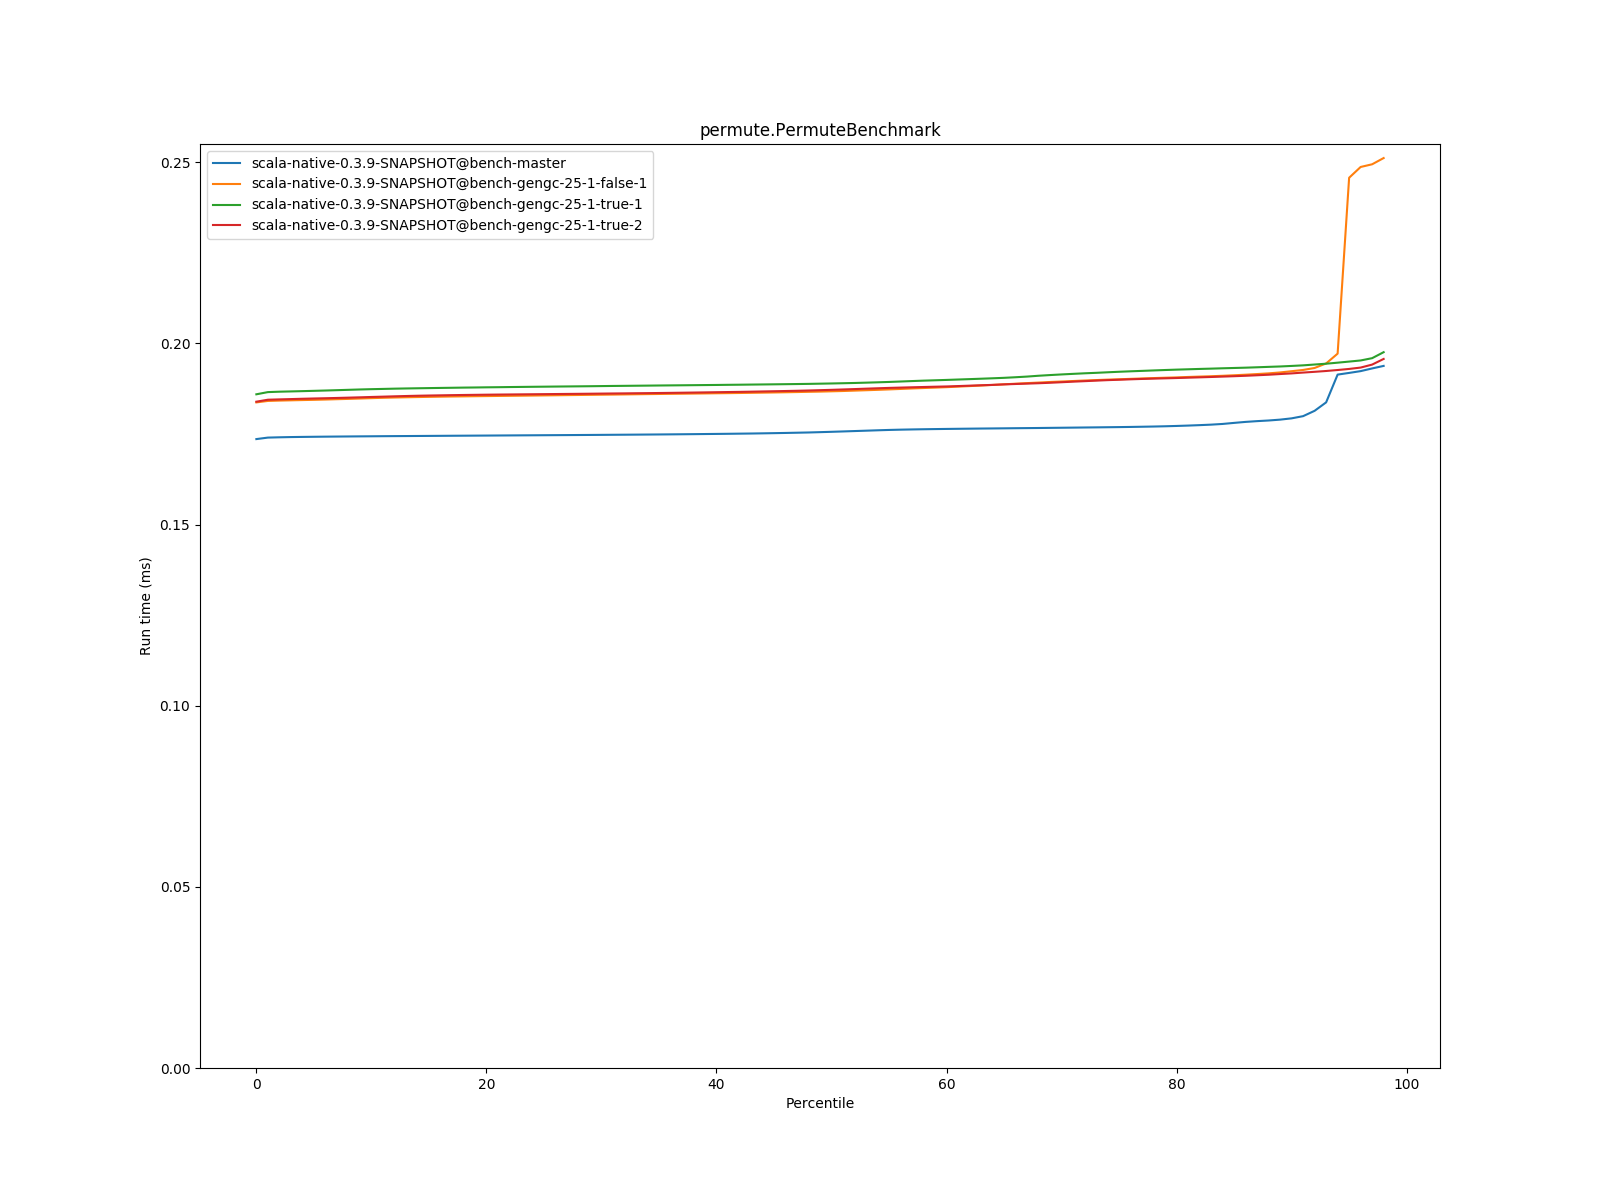 permute.PermuteBenchmark
scala-native-0.3.9-SNAPSHOT@bench-master
scala-native-0.3.9-SNAPSHOT@bench-gengc-25-1-false-1
scala-native-0.3.9-SNAPSHOT@bench-gengc-25-1-true-1
scala-native-0.3.9-SNAPSHOT@bench-gengc-25-1-true-2
0.25
0.20
0.15
0.10
0.05
0.00
Run time (ms)
0 20 40 60 80 100
Percentile